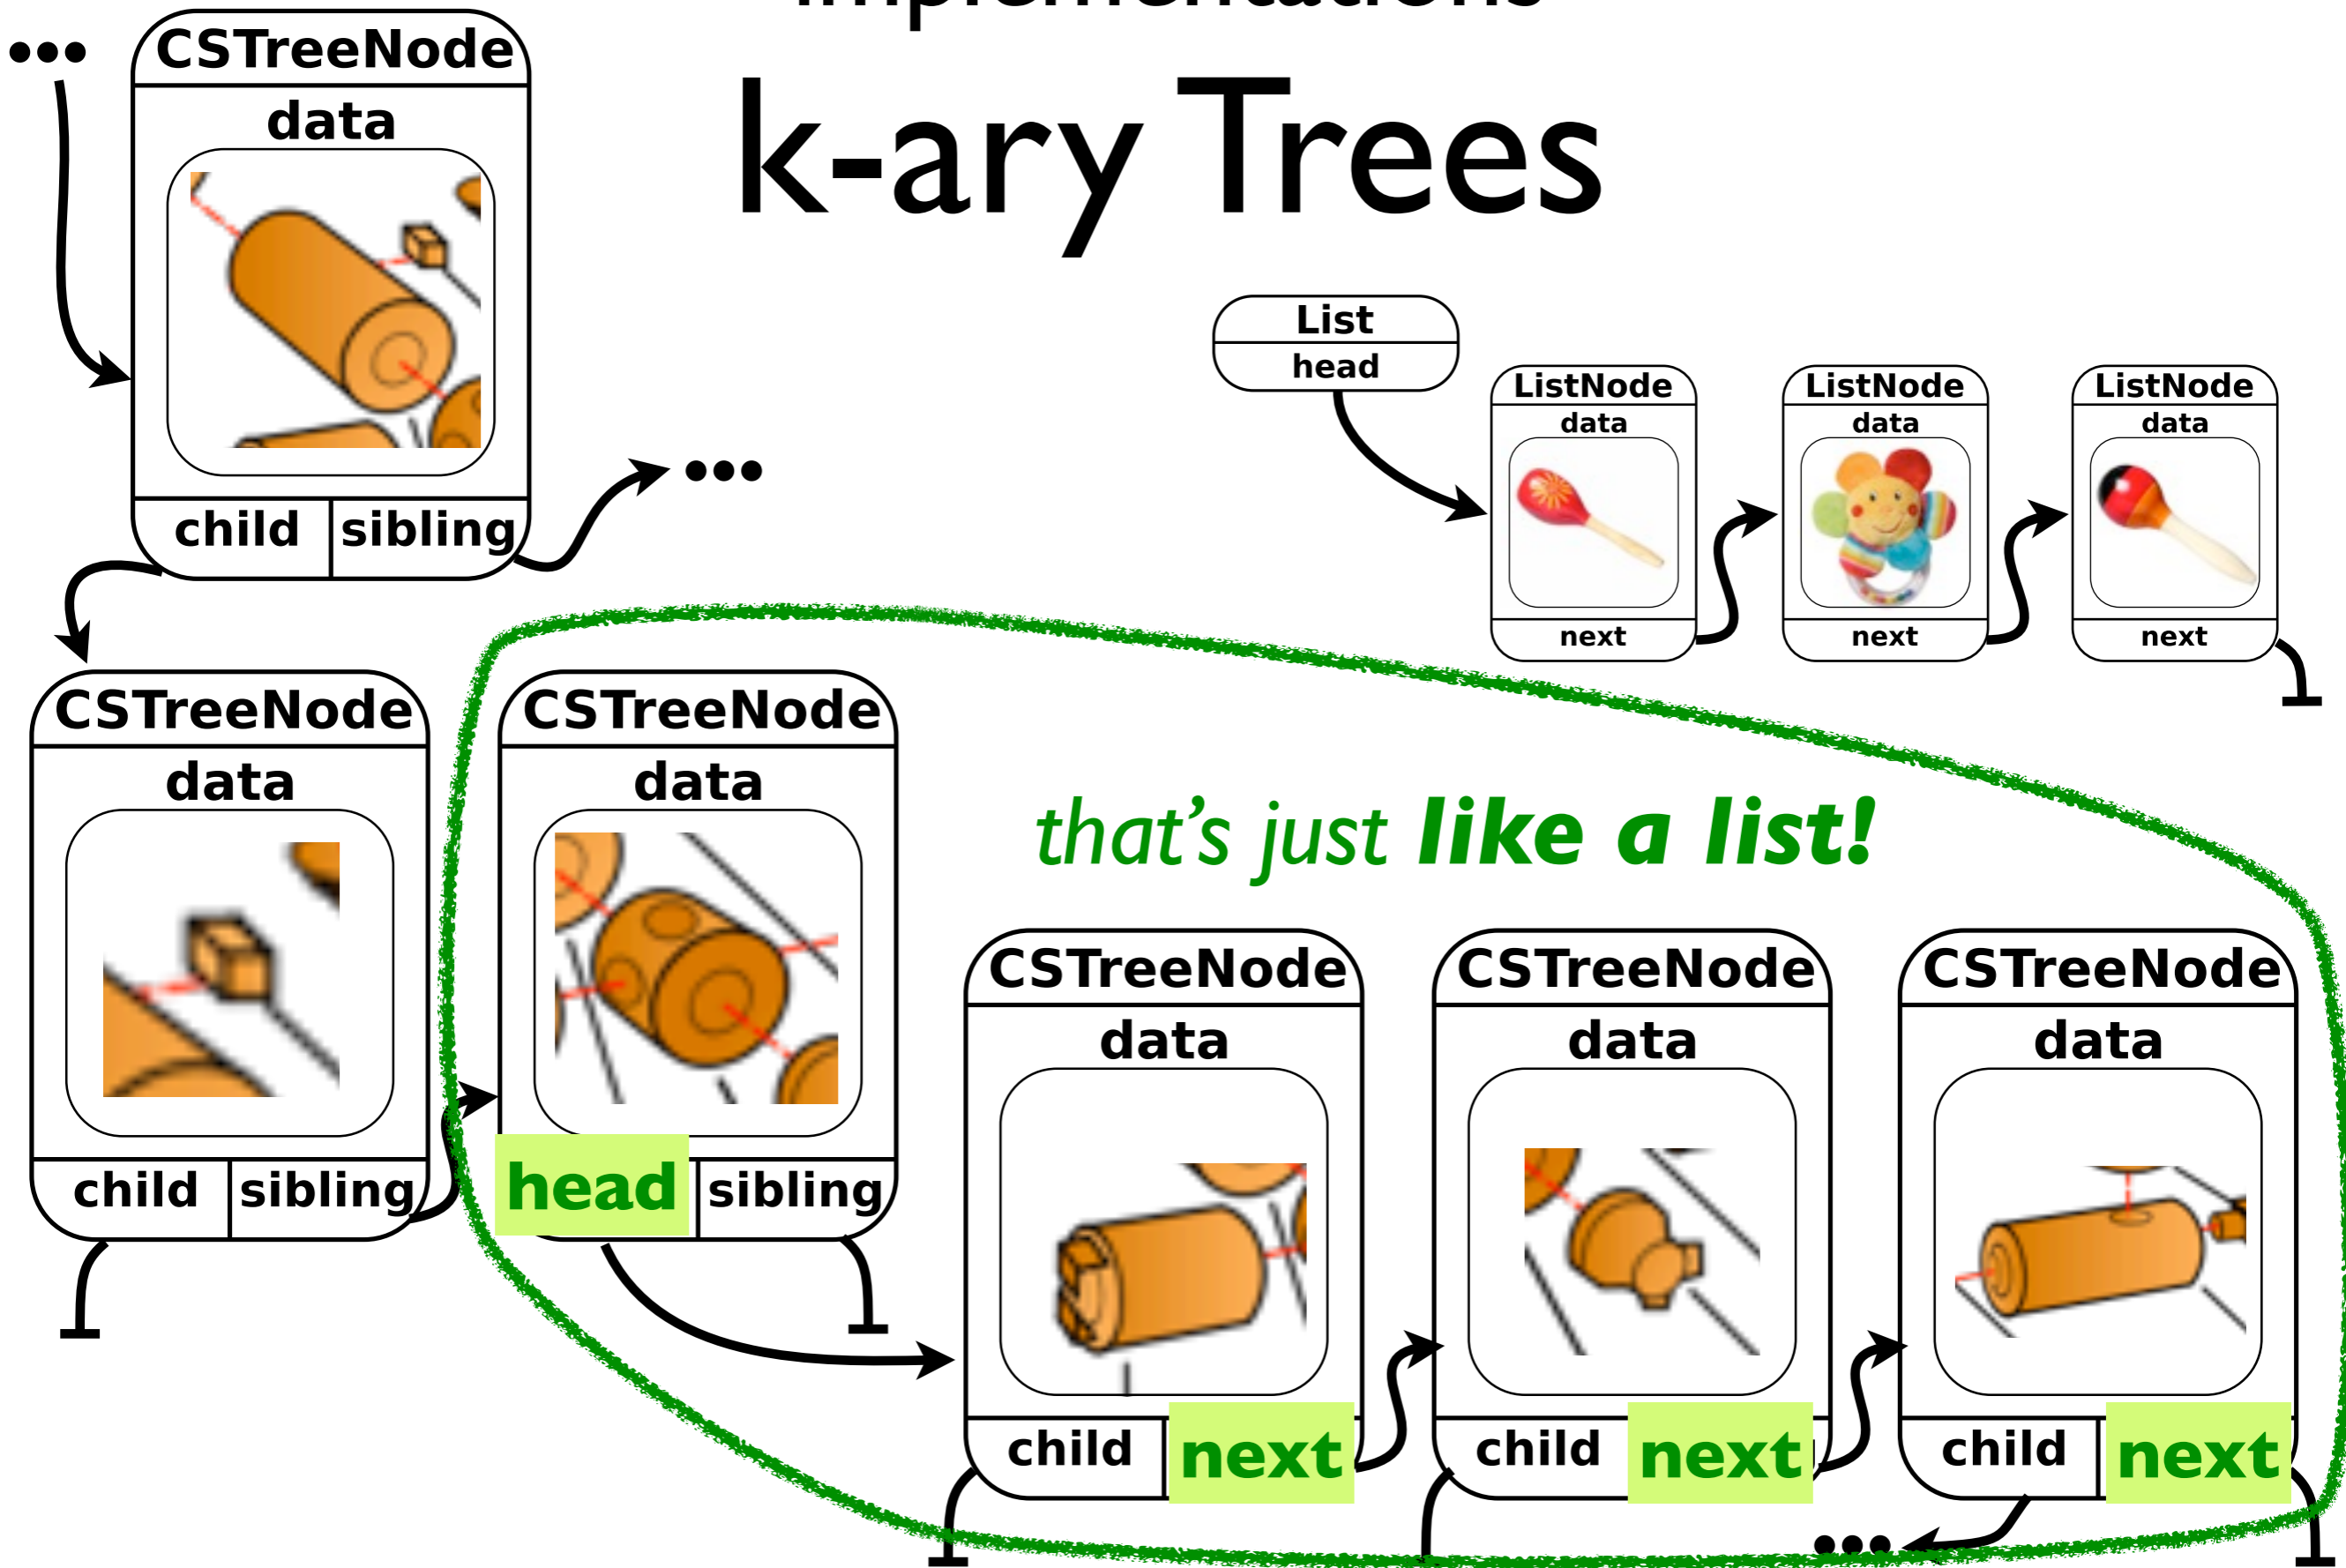 implementations
k-ary Trees
•••
CSTreeNode
data
child sibling
•••
List
head
ListNode
data
next
ListNode
data
next
ListNode
data
next
CSTreeNode
data
child sibling
CSTreeNode
data
head sibling
that’s just like a list!
CSTreeNode
data
child next
CSTreeNode
data
child next
CSTreeNode
data
child next
•••